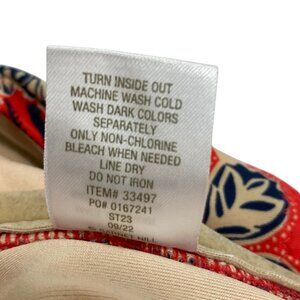 TURN INSIDE OUT
MACHINE WASH COLD
WASH DARK COLORS
SEPARATELY
ONLY NON-CHLORINE
BLEACH WHEN NEEDED
LINE DRY
DO NOT IRON
ITEM# 33497
PO# 0167241
ST23
09/22